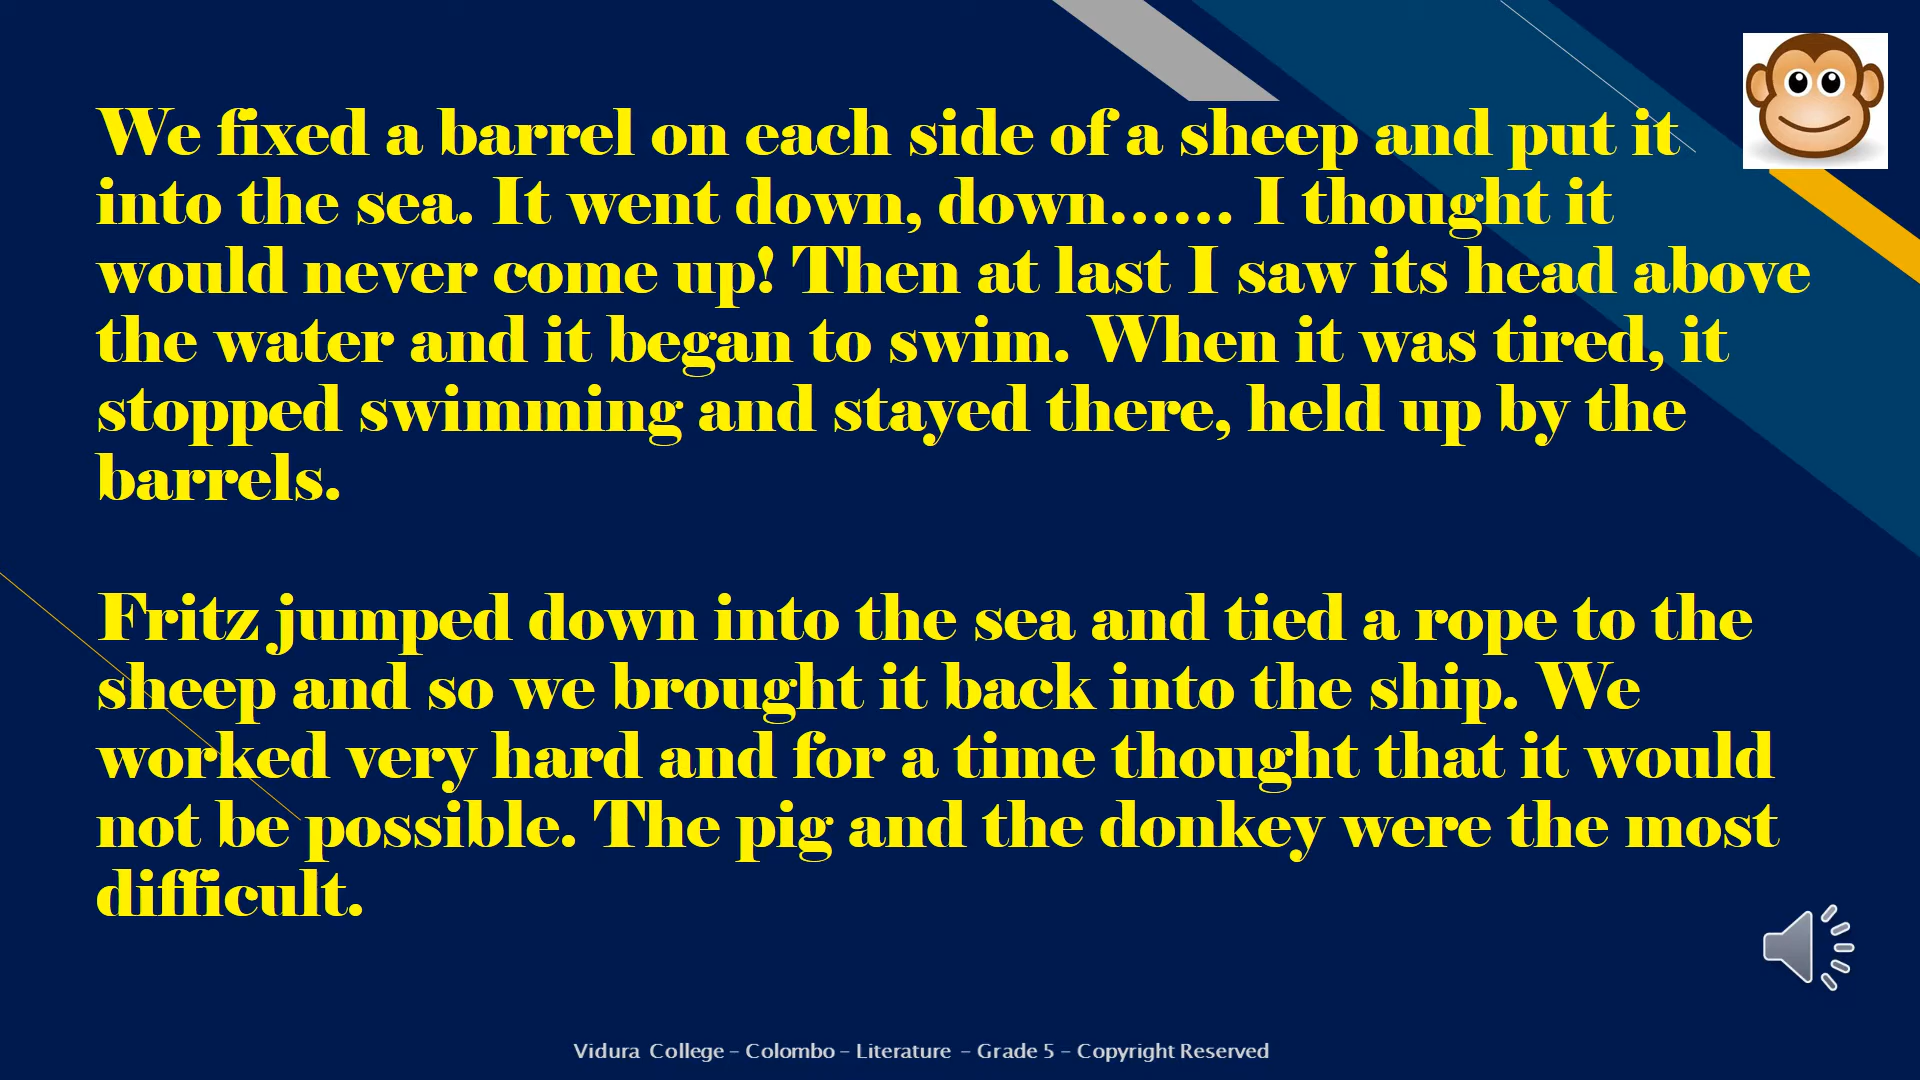 We fixed a barrel on each side of a sheep and put it
into the sea. It went down, down…… I thought it
would never come up! Then at last I saw its head above
the water and it began to swim. When it was tired, it
stopped swimming and stayed there, held up by the
barrels.
Fritz jumped down into the sea and tied a rope to the
sheep and so we brought it back into the ship. We
worked very hard and for a time thought that it would
not be possible. The pig and the donkey were the most
difficult.
Vidura College – Colombo – Literature – Grade 5 – Copyright Reserved